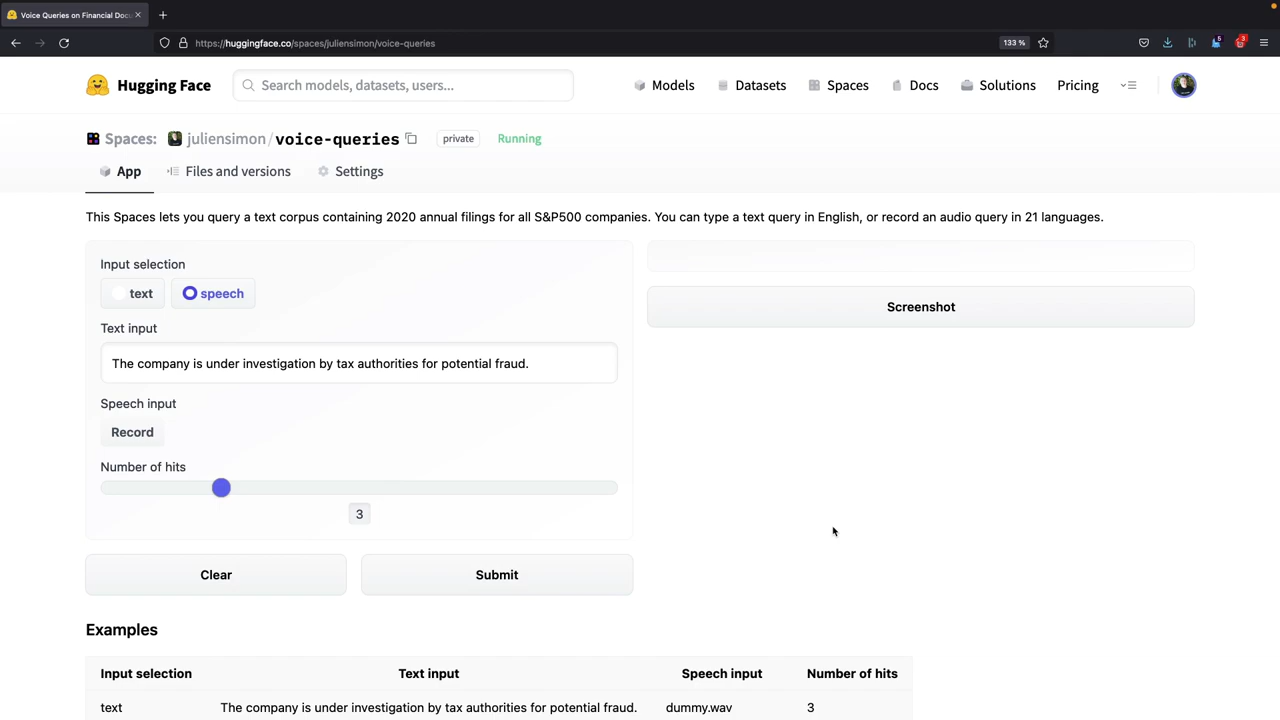 Voice Queries on Financial Docu
https://huggingface.co/spaces/juliensimon/voice-queries
133 %
5
3
Hugging Face
Search models, datasets, users...
Models
Datasets
Spaces
Docs
Solutions
Pricing
Spaces:
juliensimon/voice-queries
private
Running
App
Files and versions
Settings
This Spaces lets you query a text corpus containing 2020 annual filings for all S&P500 companies. You can type a text query in English, or record an audio query in 21 languages.
Input selection
text
speech
Text input
The company is under investigation by tax authorities for potential fraud.
Speech input
Record
Number of hits
3
Clear
Submit
Screenshot
Examples
Input selection Text input Speech input Number of hits
text The company is under investigation by tax authorities for potential fraud. dummy.wav 3